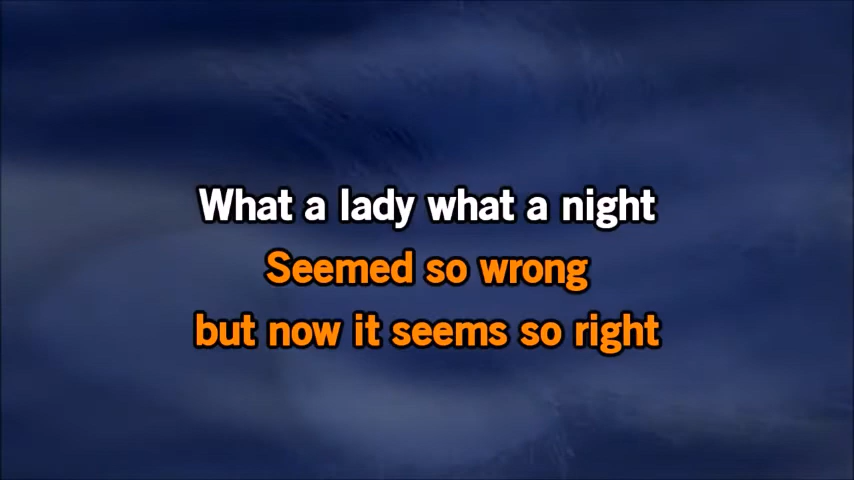 What a lady what a night
Seemed so wrong
but now it seems so right